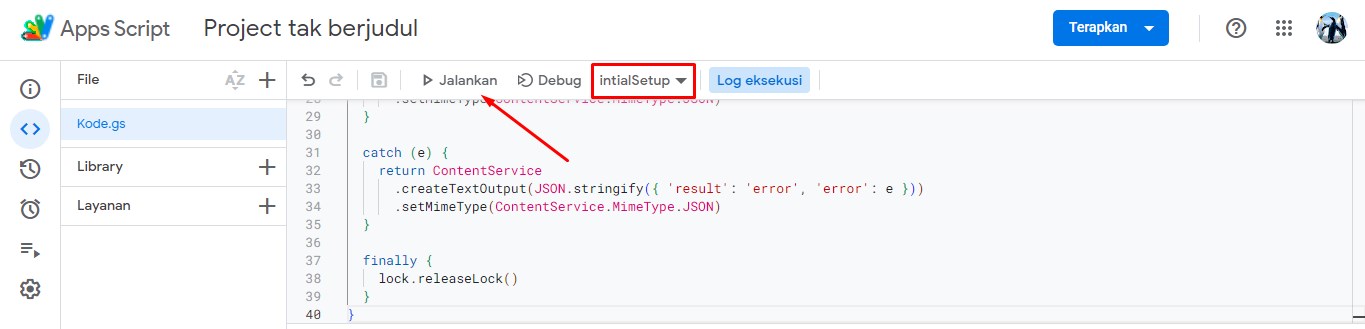 Apps Script Project tak berjudul Terapkan
File AZ Jalankan Debug intialSetup Log eksekusi
Kode.gs
Library
Layanan
28 .setMimeType(ContentService.MimeType.JSON)
29 }
30
31 catch (e) {
32 return ContentService
33 .createTextOutput(JSON.stringify({ 'result': 'error', 'error': e }))
34 .setMimeType(ContentService.MimeType.JSON)
35 }
36
37 finally {
38 lock.releaseLock()
39 }
40 }